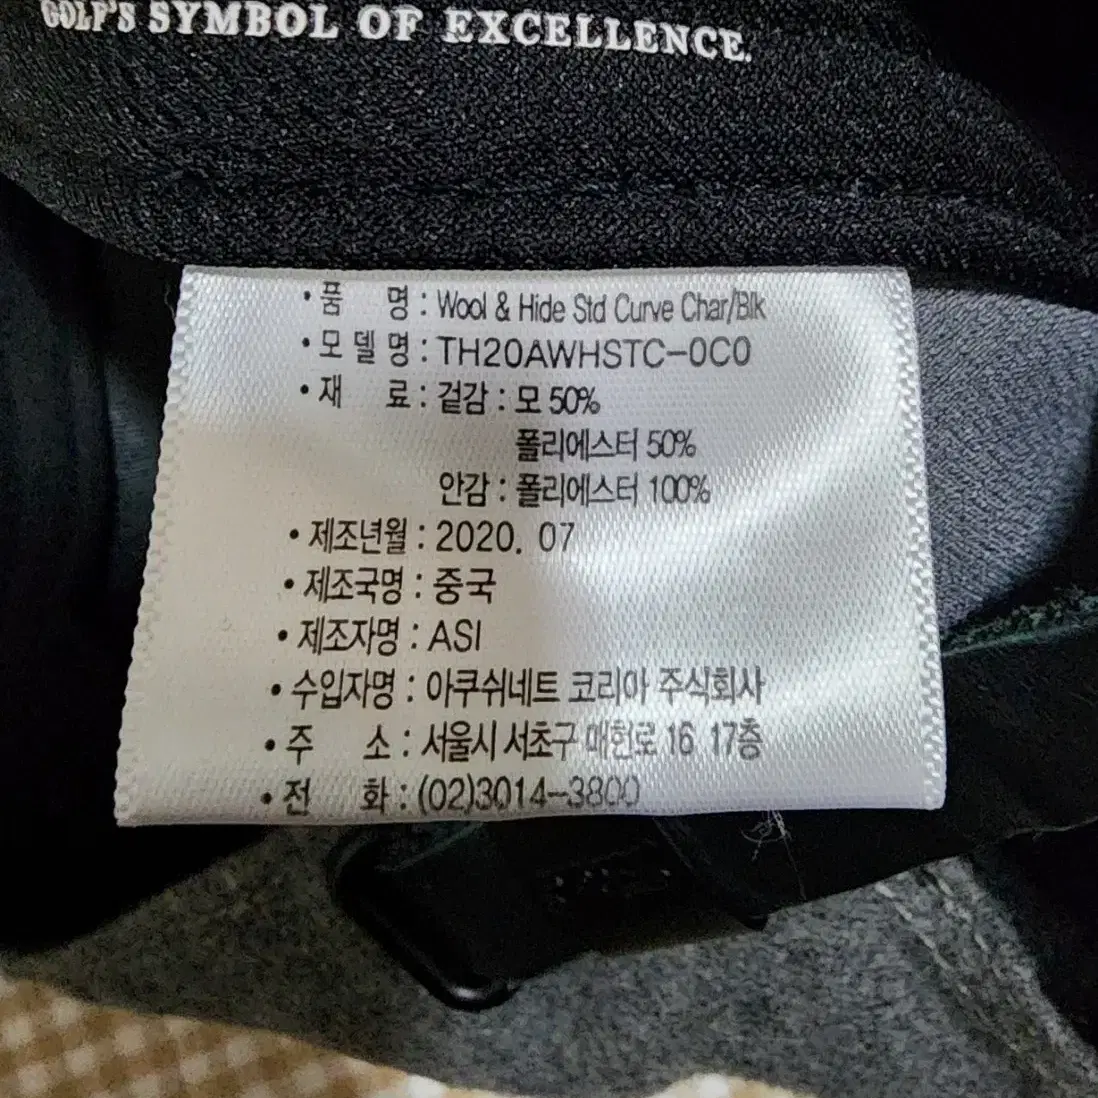 GOLF'S SYMBOL OF EXCELLENCE.
• 품 명 : Wool & Hide Std Curve Char/Blk
• 모 델 명 : TH20AWHSTC-0C0
• 재 료 : 겉감 : 모 50%
폴리에스터 50%
안감 : 폴리에스터 100%
• 제조년월 : 2020. 07
• 제조국명 : 중국
• 제조자명 : ASI
• 수입자명 : 아쿠쉬네트 코리아 주식회사
• 주 소 : 서울시 서초구 매헌로 16 17층
• 전 화 : (02)3014-3800